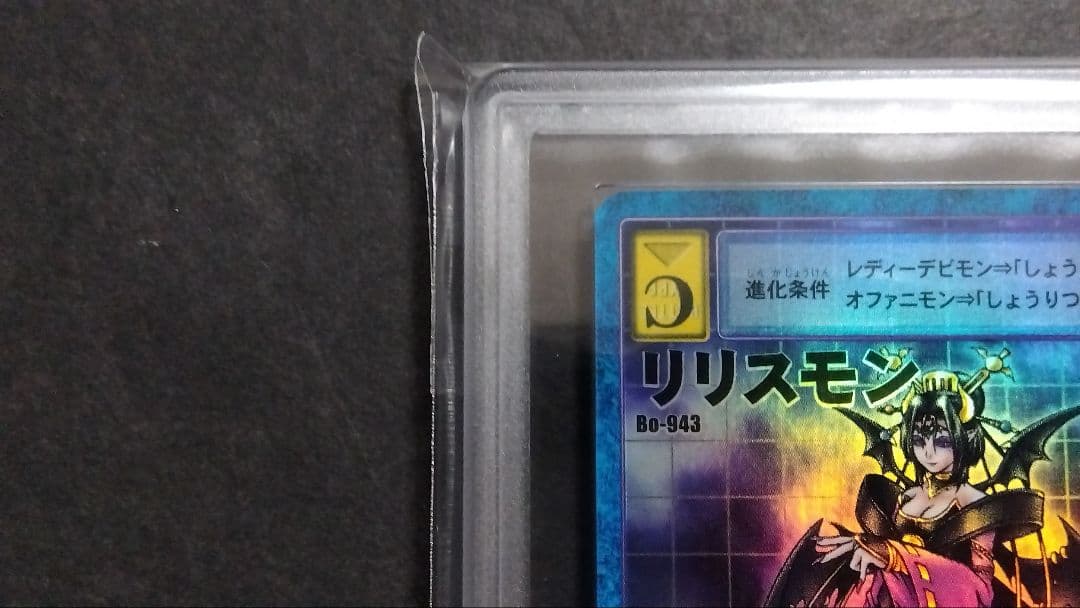 C
しんかじょうけん
進化条件
レディーデビモン⇒「しょう
オファニモン⇒「しょうりつ
リリスモン
Bo-943